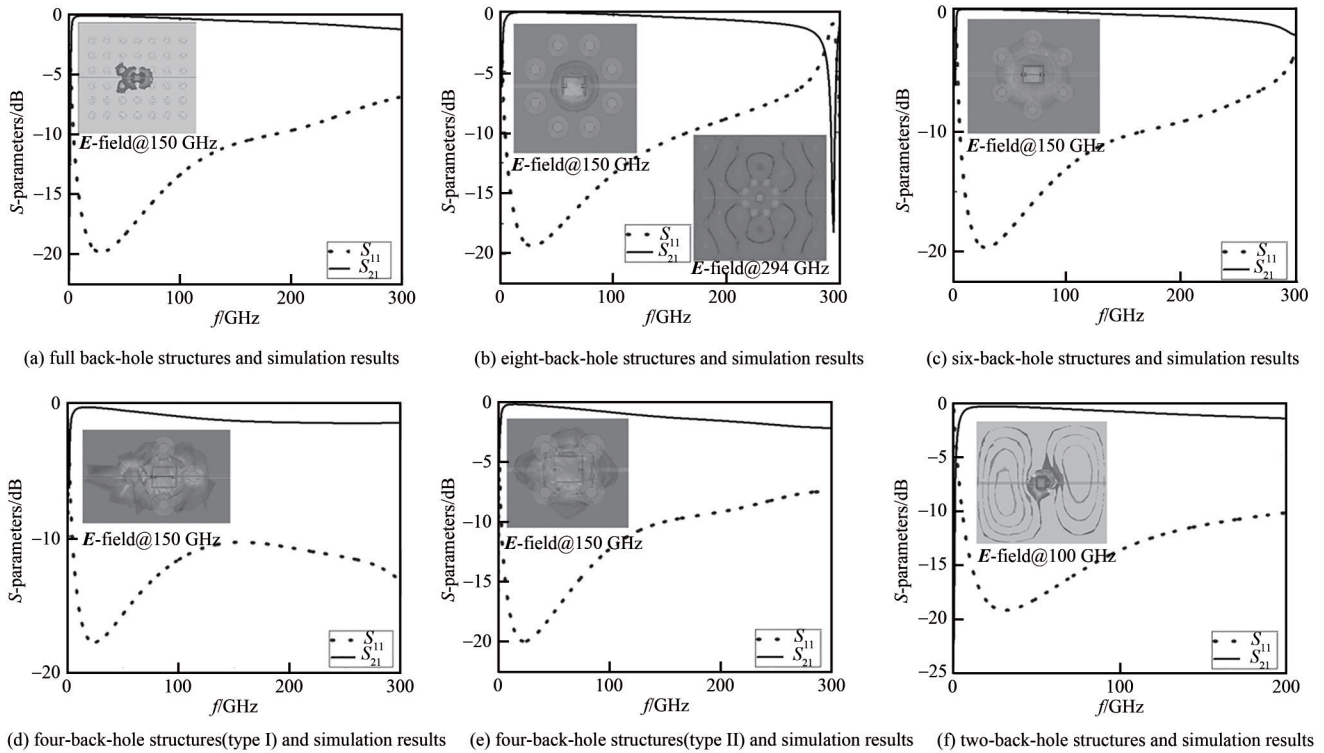 0
−5
−10
−15
−20
S-parameters/dB
E-field@150 GHz
S11
S21
0
100
200
300
f/GHz
(a) full back-hole structures and simulation results
0
−5
−10
−15
−20
S-parameters/dB
E-field@150 GHz
S11
S21
E-field@294 GHz
0
100
200
300
f/GHz
(b) eight-back-hole structures and simulation results
0
−5
−10
−15
−20
S-parameters/dB
E-field@150 GHz
S11
S21
0
100
200
300
f/GHz
(c) six-back-hole structures and simulation results
0
−10
−20
S-parameters/dB
E-field@150 GHz
S11
S21
0
100
200
300
f/GHz
(d) four-back-hole structures(type I) and simulation results
0
−5
−10
−15
−20
S-parameters/dB
E-field@150 GHz
S11
S21
0
100
200
300
f/GHz
(e) four-back-hole structures(type II) and simulation results
0
−5
−10
−15
−20
−25
S-parameters/dB
E-field@100 GHz
S11
S21
0
100
200
f/GHz
(f) two-back-hole structures and simulation results